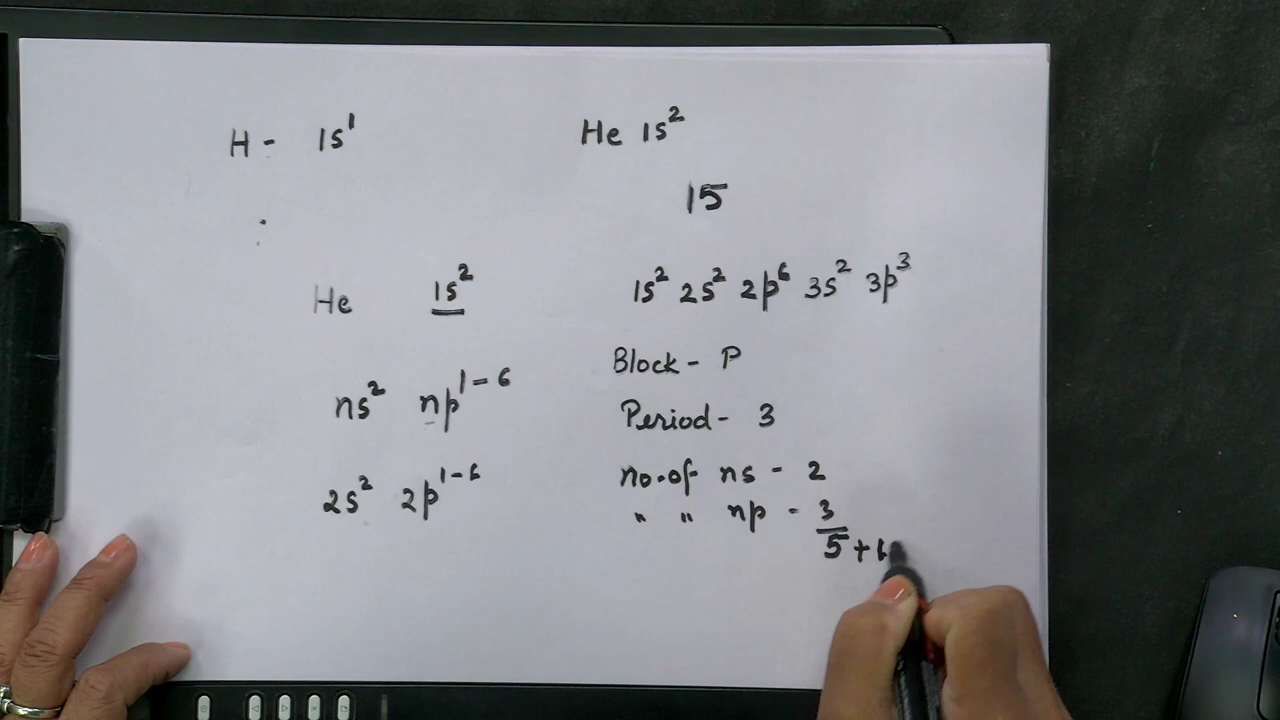 H - 1s¹
He 1s²
15
He 1s²
1s² 2s² 2p⁶ 3s² 3p³
ns² np¹⁻⁶
Block - P
Period - 3
2s² 2p¹⁻⁶
no. of ns - 2
" " np - 3
5 + 1